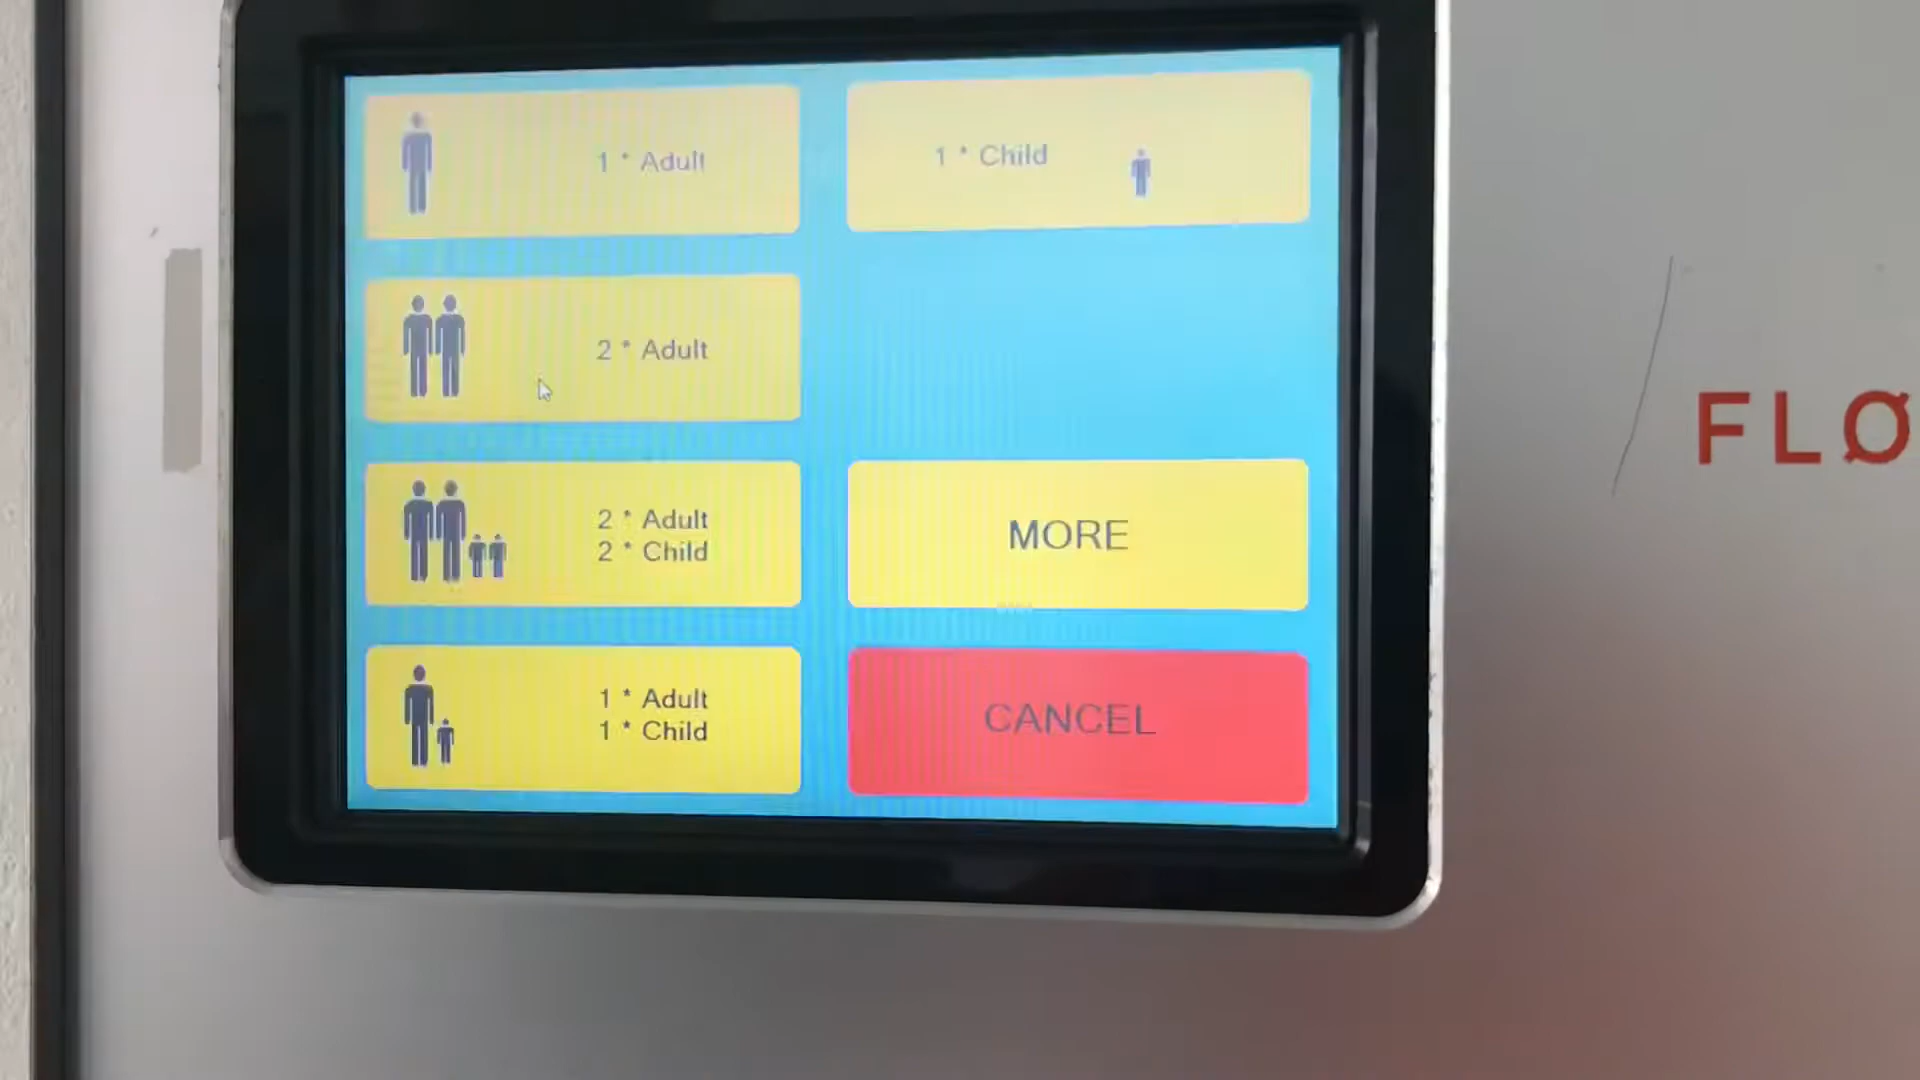 1 * Adult
1 * Child
2 * Adult
2 * Adult
2 * Child
MORE
1 * Adult
1 * Child
CANCEL
FLØ